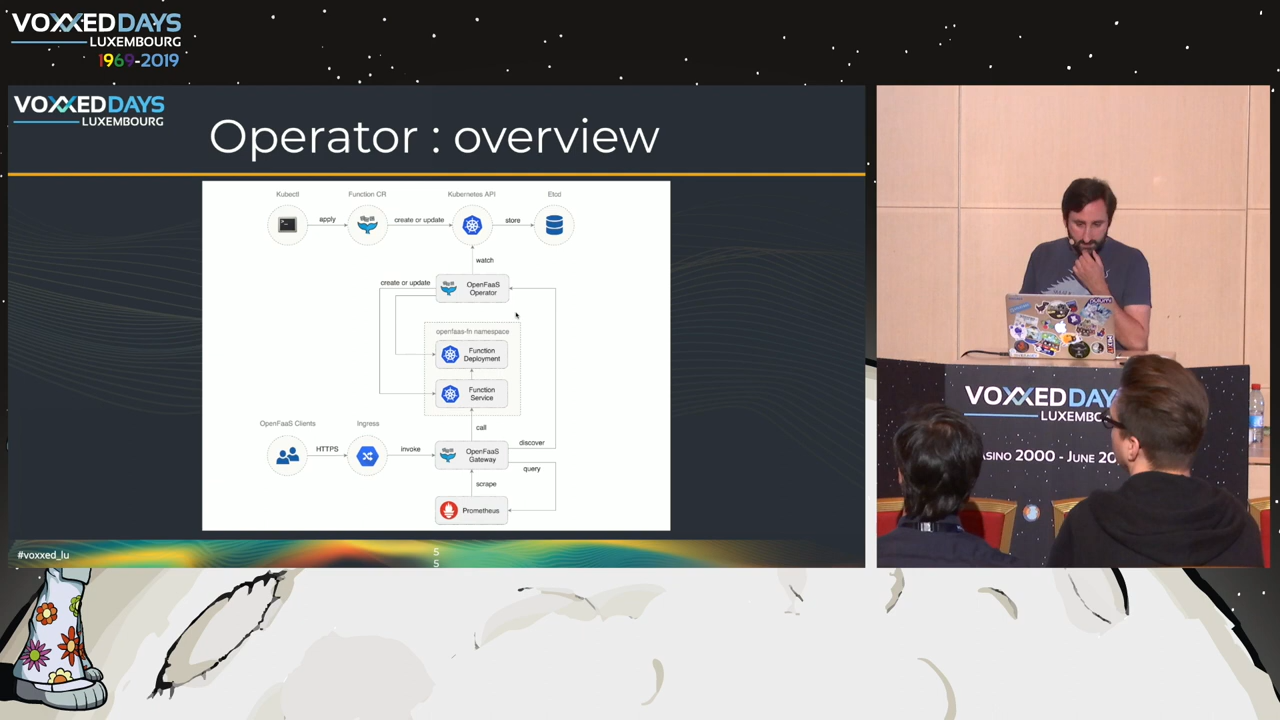 VOXXED DAYS
LUXEMBOURG
1969-2019
VOXXED DAYS
LUXEMBOURG
Operator : overview
Kubectl
Function CR
Kubernetes API
Etcd
apply
create or update
store
watch
create or update
OpenFaaS
Operator
openfaas-fn namespace
Function
Deployment
Function
Service
call
OpenFaaS Clients
Ingress
HTTPS
invoke
OpenFaaS
Gateway
discover
query
scrape
Prometheus
#voxxed_lu
5
5
VOXXED DAY
LUXEMBO
ASINO 2000 - JUNE 20